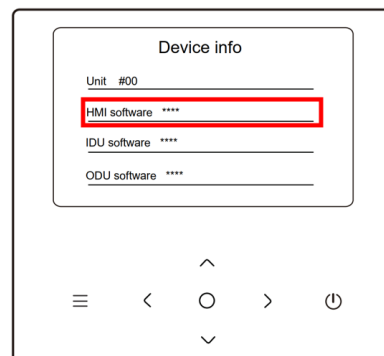 Device info
Unit #00
HMI software ****
IDU software ****
ODU software ****